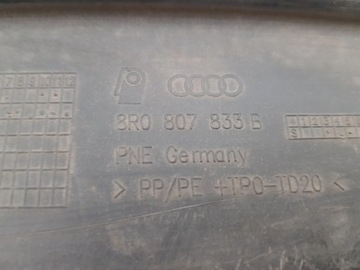 8R0 807 833 B
PNE Germany
> PP/PE +TPO-TD20 <